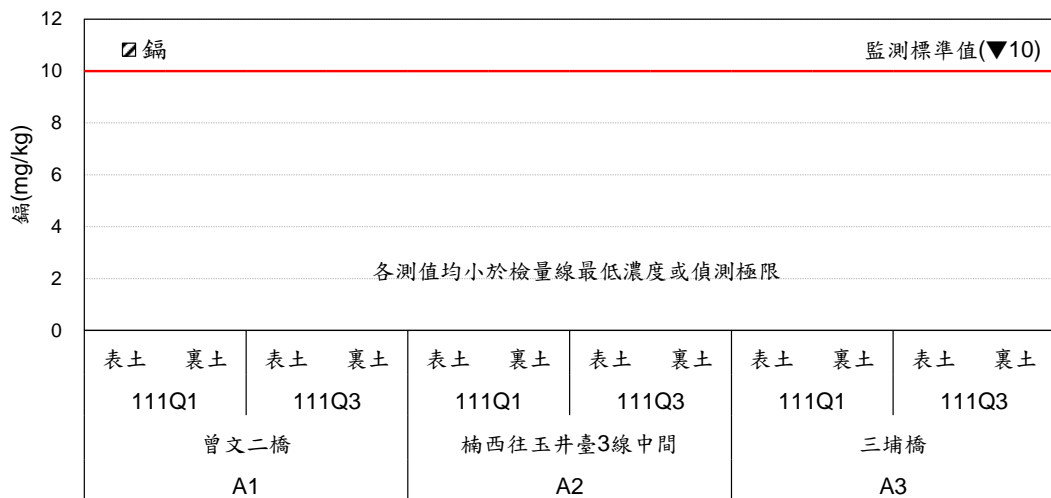 12
鎘
監測標準值(▼10)
10
8
6
4
2
0
鎘(mg/kg)
各測值均小於檢量線最低濃度或偵測極限
表土 裏土 表土 裏土 表土 裏土 表土 裏土 表土 裏土 表土 裏土
111Q1 111Q3 111Q1 111Q3 111Q1 111Q3
曾文二橋 楠西往玉井臺3線中間 三埔橋
A1 A2 A3